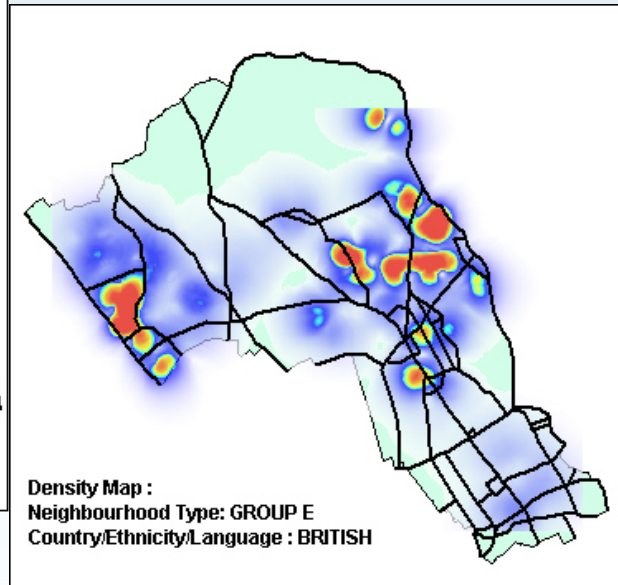 Density Map :
Neighbourhood Type: GROUP E
Country/Ethnicity/Language : BRITISH